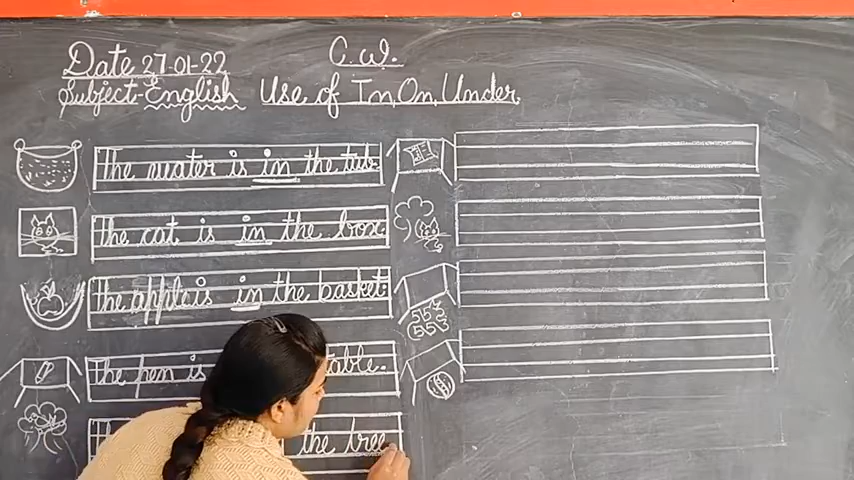 Date 27-01-22
C.W.
Subject-English
Use of In, On, Under
The water is in the tub.
The cat is in the box.
The apple is in the basket.
The pen is table.
the tree